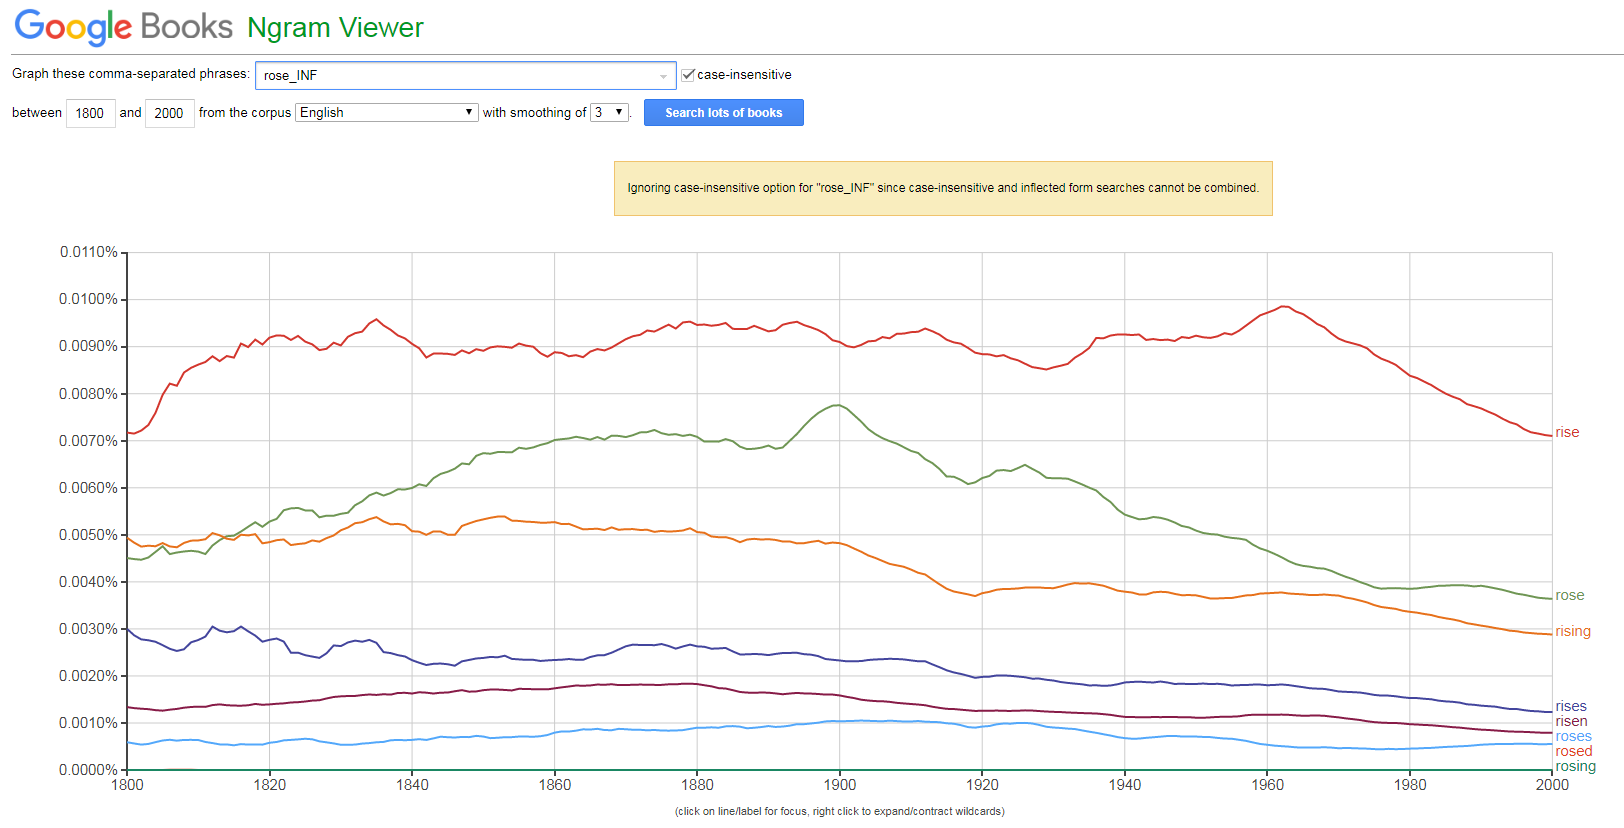 Google Books Ngram Viewer
Graph these comma-separated phrases: rose_INF case-insensitive
between 1800 and 2000 from the corpus English with smoothing of 3 . Search lots of books
Ignoring case-insensitive option for "rose_INF" since case-insensitive and inflected form searches cannot be combined.
0.0110%
0.0100%
0.0090%
0.0080%
0.0070%
rise
0.0060%
0.0050%
0.0040%
rose
0.0030%
rising
0.0020%
rises
risen
0.0010%
roses
rosed
0.0000%
rosing
1800 1820 1840 1860 1880 1900 1920 1940 1960 1980 2000
(click on line/label for focus, right click to expand/contract wildcards)